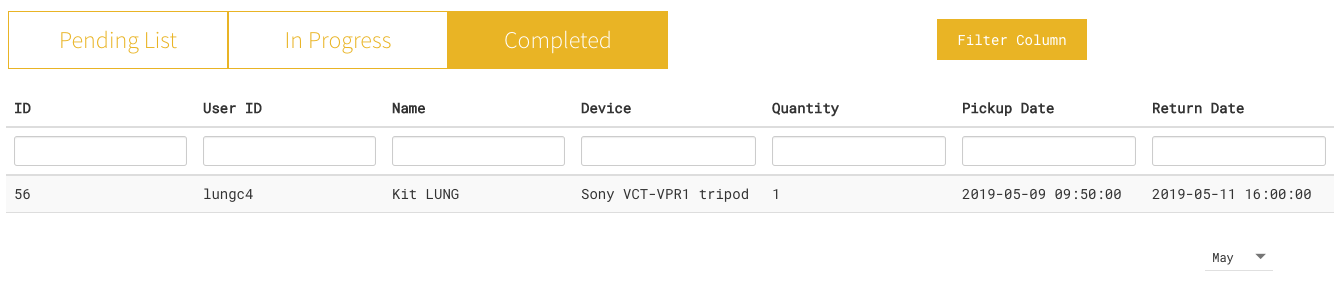 Pending List In Progress Completed Filter Column
ID User ID Name Device Quantity Pickup Date Return Date
56 lungc4 Kit LUNG Sony VCT-VPR1 tripod 1 2019-05-09 09:50:00 2019-05-11 16:00:00
May